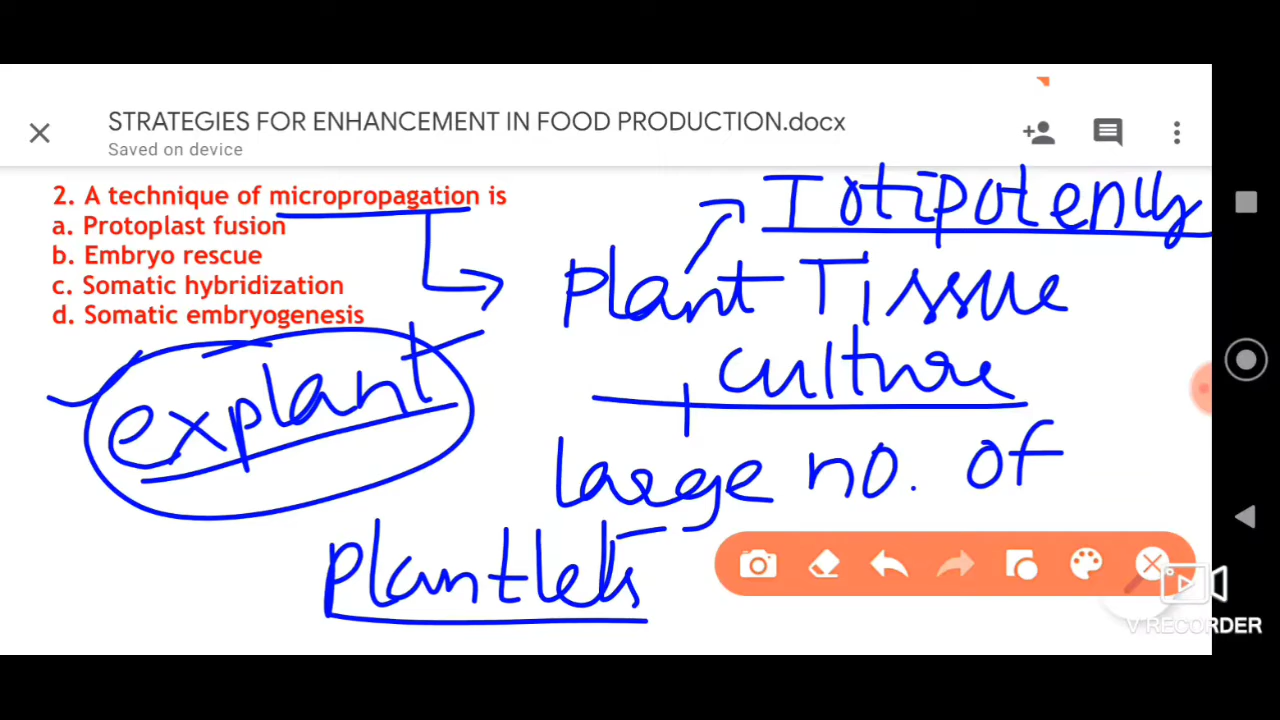 STRATEGIES FOR ENHANCEMENT IN FOOD PRODUCTION.docx
Saved on device
2. A technique of micropropagation is
a. Protoplast fusion
b. Embryo rescue
c. Somatic hybridization
d. Somatic embryogenesis
Totipotency
Plant Tissue
culture
explant
large no. of
plantlets
V RECORDER